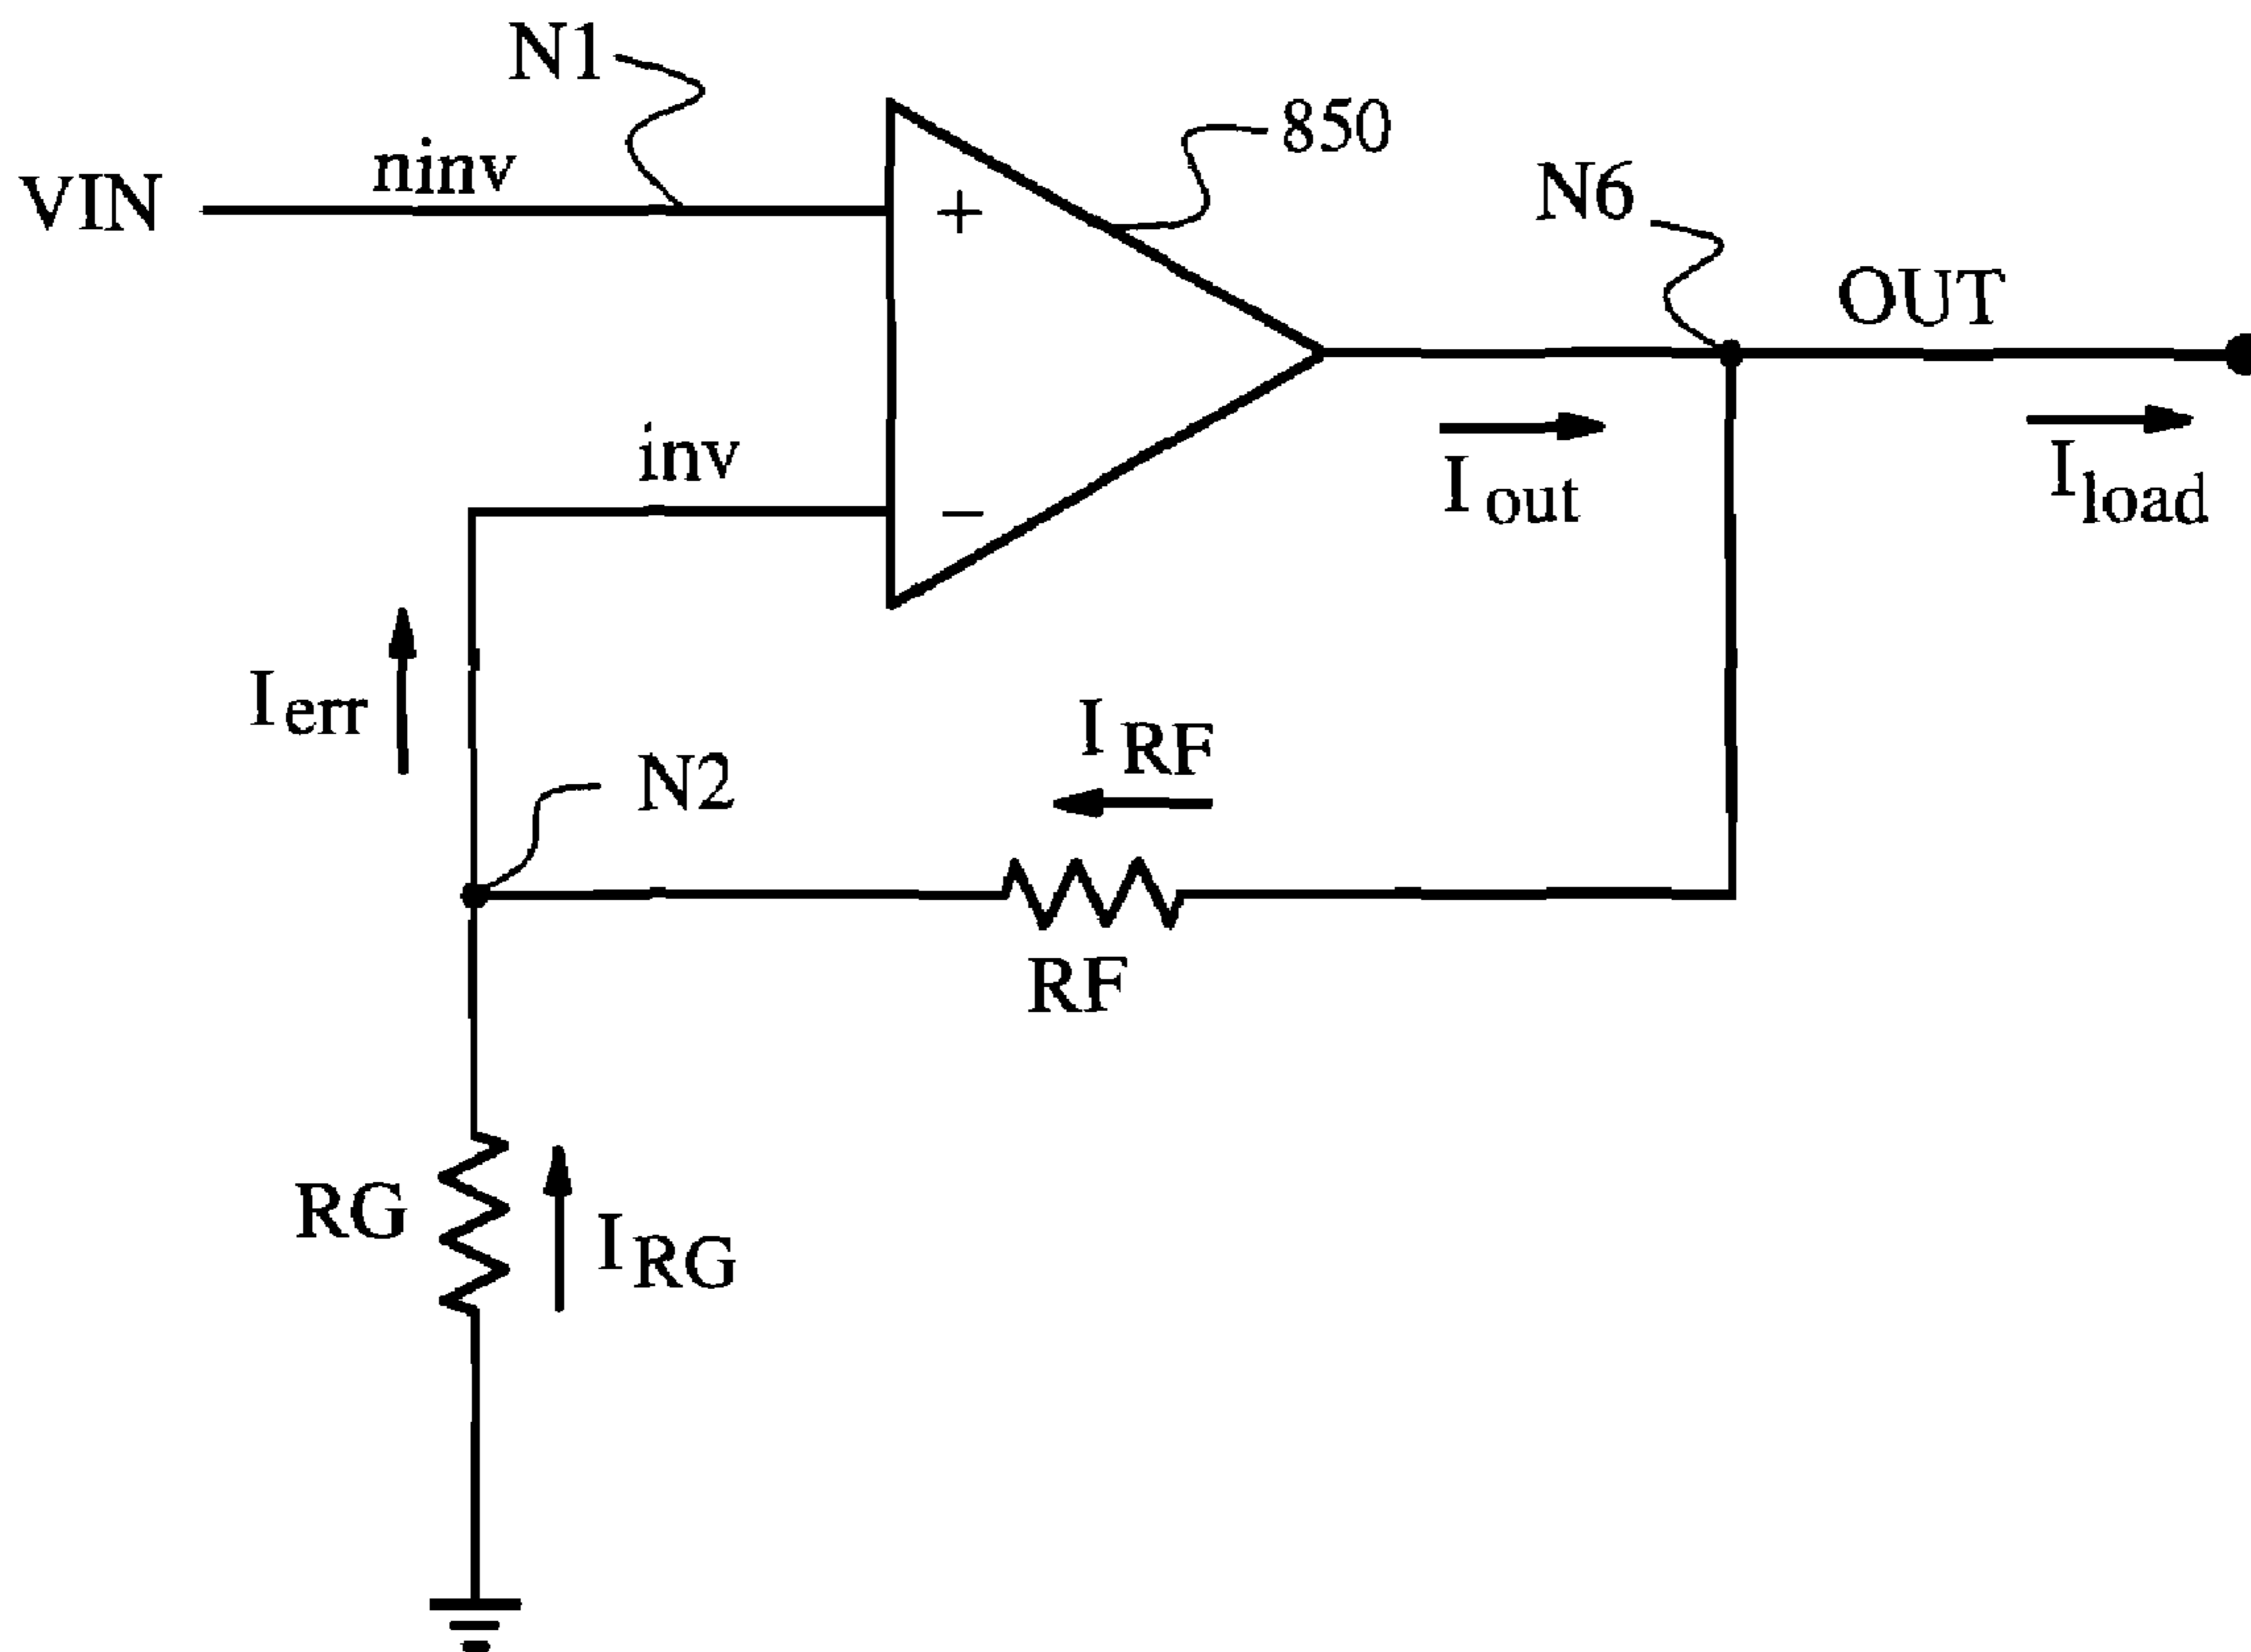 N1
850
ninv
VIN
+
N6
OUT
inv
−
I out
I load
I err
I RF
N2
RF
RG
I RG